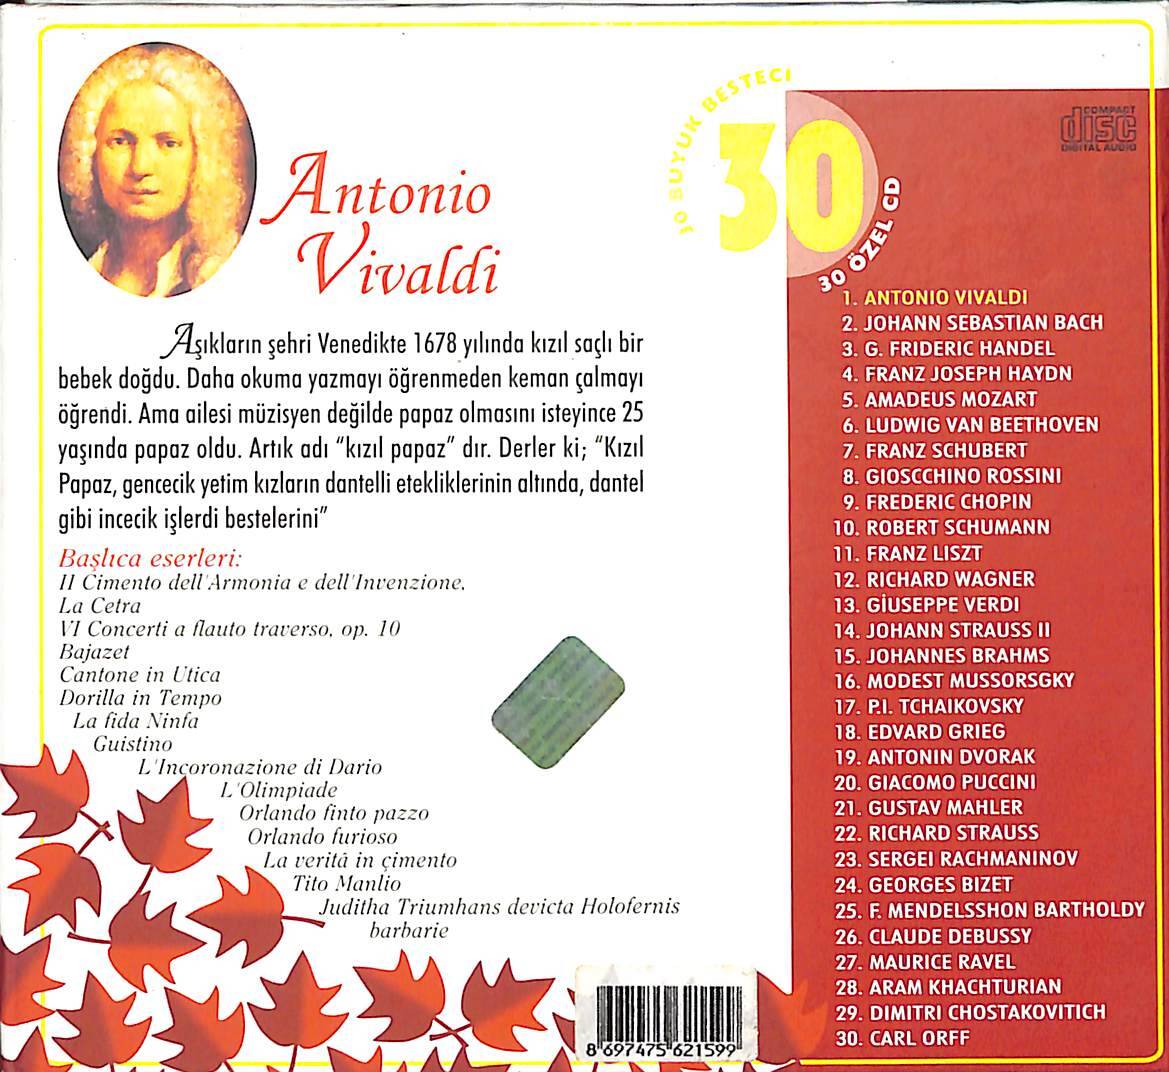 Antonio
Vivaldi
Aşıkların şehri Venedikte 1678 yılında kızıl saçlı bir
bebek doğdu. Daha okuma yazmayı öğrenmeden keman çalmayı
öğrendi. Ama ailesi müzisyen değilde papaz olmasını isteyince 25
yaşında papaz oldu. Artık adı “kızıl papaz” dır. Derler ki; “Kızıl
Papaz, gencecik yetim kızların dantelli etekliklerinin altında, dantel
gibi incecik işlerdi bestelerini”
Başlıca eserleri:
II Cimento dell'Armonia e dell'Invenzione,
La Cetra
VI Concerti a flauto traverso, op. 10
Bajazet
Cantone in Utica
Dorilla in Tempo
La fida Ninfa
Guistino
L'Incoronazione di Dario
L'Olimpiade
Orlando finto pazzo
Orlando furioso
La verità in çimento
Tito Manlio
Juditha Triumhans devicta Holofernis
barbarie
8 697475 621599
30 BÜYÜK BESTECİ
30
30 ÖZEL CD
COMPACT
disc
DIGITAL AUDIO
1. ANTONIO VIVALDI
2. JOHANN SEBASTIAN BACH
3. G. FRIDERIC HANDEL
4. FRANZ JOSEPH HAYDN
5. AMADEUS MOZART
6. LUDWIG VAN BEETHOVEN
7. FRANZ SCHUBERT
8. GIOSCCHINO ROSSINI
9. FREDERIC CHOPIN
10. ROBERT SCHUMANN
11. FRANZ LISZT
12. RICHARD WAGNER
13. GİUSEPPE VERDI
14. JOHANN STRAUSS II
15. JOHANNES BRAHMS
16. MODEST MUSSORSGKY
17. P.I. TCHAIKOVSKY
18. EDVARD GRIEG
19. ANTONIN DVORAK
20. GIACOMO PUCCINI
21. GUSTAV MAHLER
22. RICHARD STRAUSS
23. SERGEI RACHMANINOV
24. GEORGES BIZET
25. F. MENDELSSHON BARTHOLDY
26. CLAUDE DEBUSSY
27. MAURICE RAVEL
28. ARAM KHACHTURIAN
29. DIMITRI CHOSTAKOVITICH
30. CARL ORFF